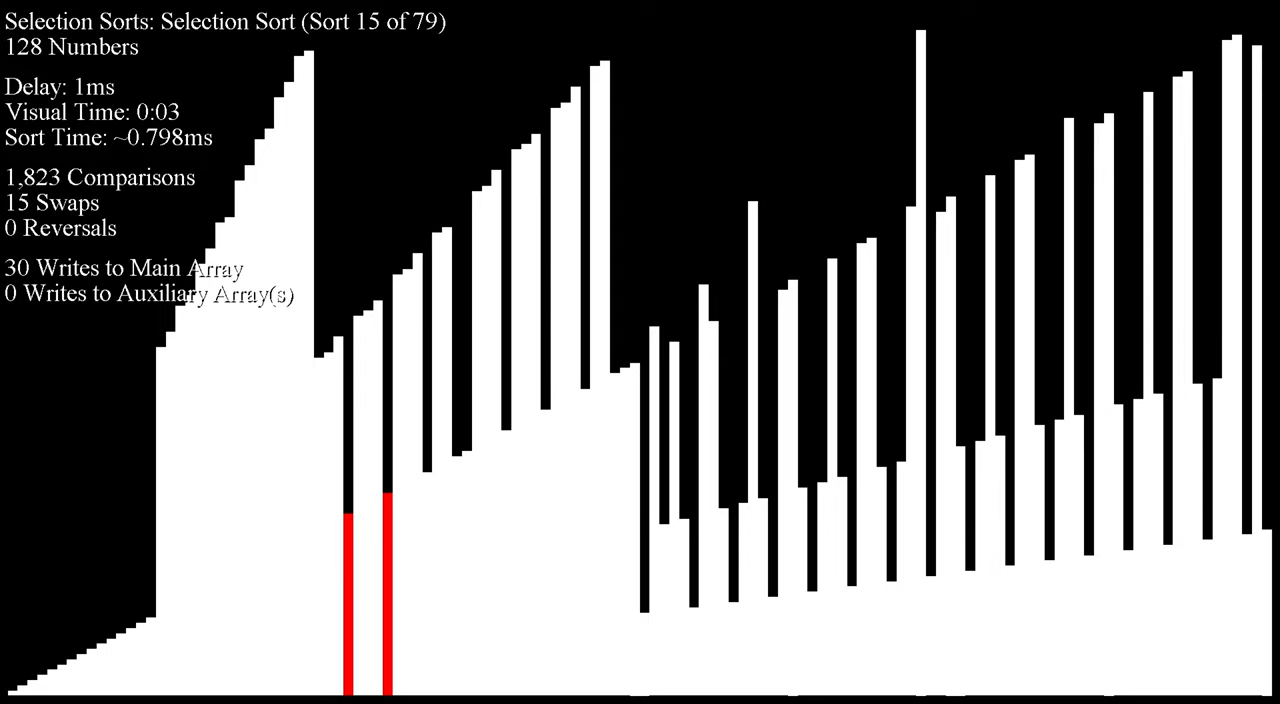 Selection Sorts: Selection Sort (Sort 15 of 79)
128 Numbers
Delay: 1ms
Visual Time: 0:03
Sort Time: ~0.798ms
1,823 Comparisons
15 Swaps
0 Reversals
30 Writes to Main Array
0 Writes to Auxiliary Array(s)